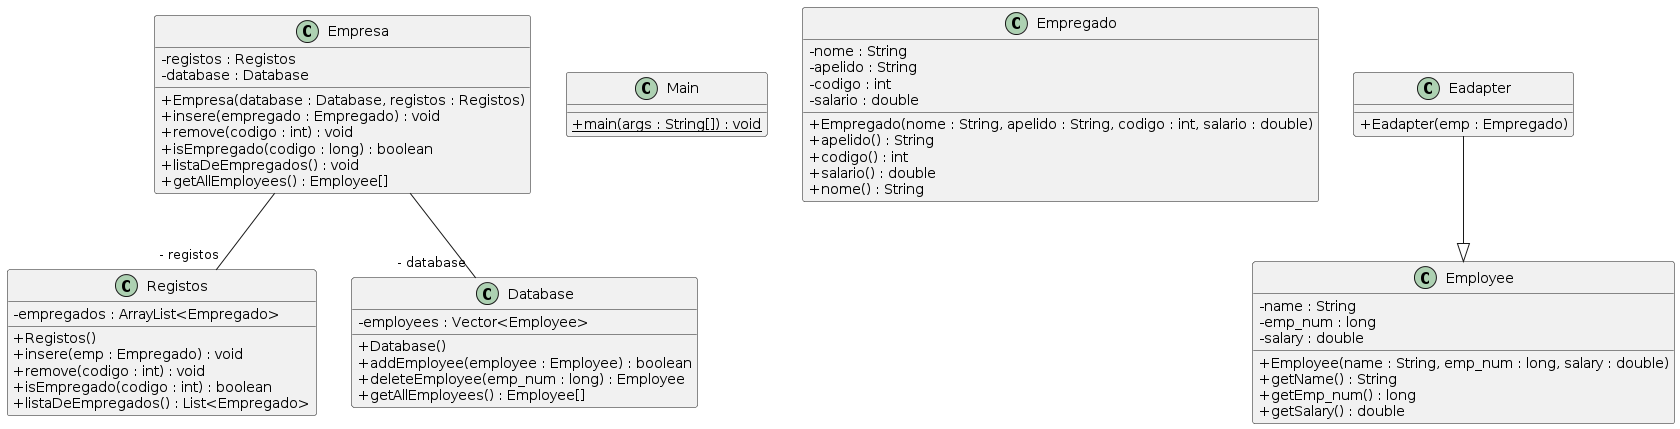 C Empresa
-registos : Registos
-database : Database
+Empresa(database : Database, registos : Registos)
+insere(empregado : Empregado) : void
+remove(codigo : int) : void
+isEmpregado(codigo : long) : boolean
+listaDeEmpregados() : void
+getAllEmployees() : Employee[]
C Main
+main(args : String[]) : void
C Empregado
-nome : String
-apelido : String
-codigo : int
-salario : double
+Empregado(nome : String, apelido : String, codigo : int, salario : double)
+apelido() : String
+codigo() : int
+salario() : double
+nome() : String
C Eadapter
+Eadapter(emp : Empregado)
- registos
- database
C Registos
-empregados : ArrayList<Empregado>
+Registos()
+insere(emp : Empregado) : void
+remove(codigo : int) : void
+isEmpregado(codigo : int) : boolean
+listaDeEmpregados() : List<Empregado>
C Database
-employees : Vector<Employee>
+Database()
+addEmployee(employee : Employee) : boolean
+deleteEmployee(emp_num : long) : Employee
+getAllEmployees() : Employee[]
C Employee
-name : String
-emp_num : long
-salary : double
+Employee(name : String, emp_num : long, salary : double)
+getName() : String
+getEmp_num() : long
+getSalary() : double